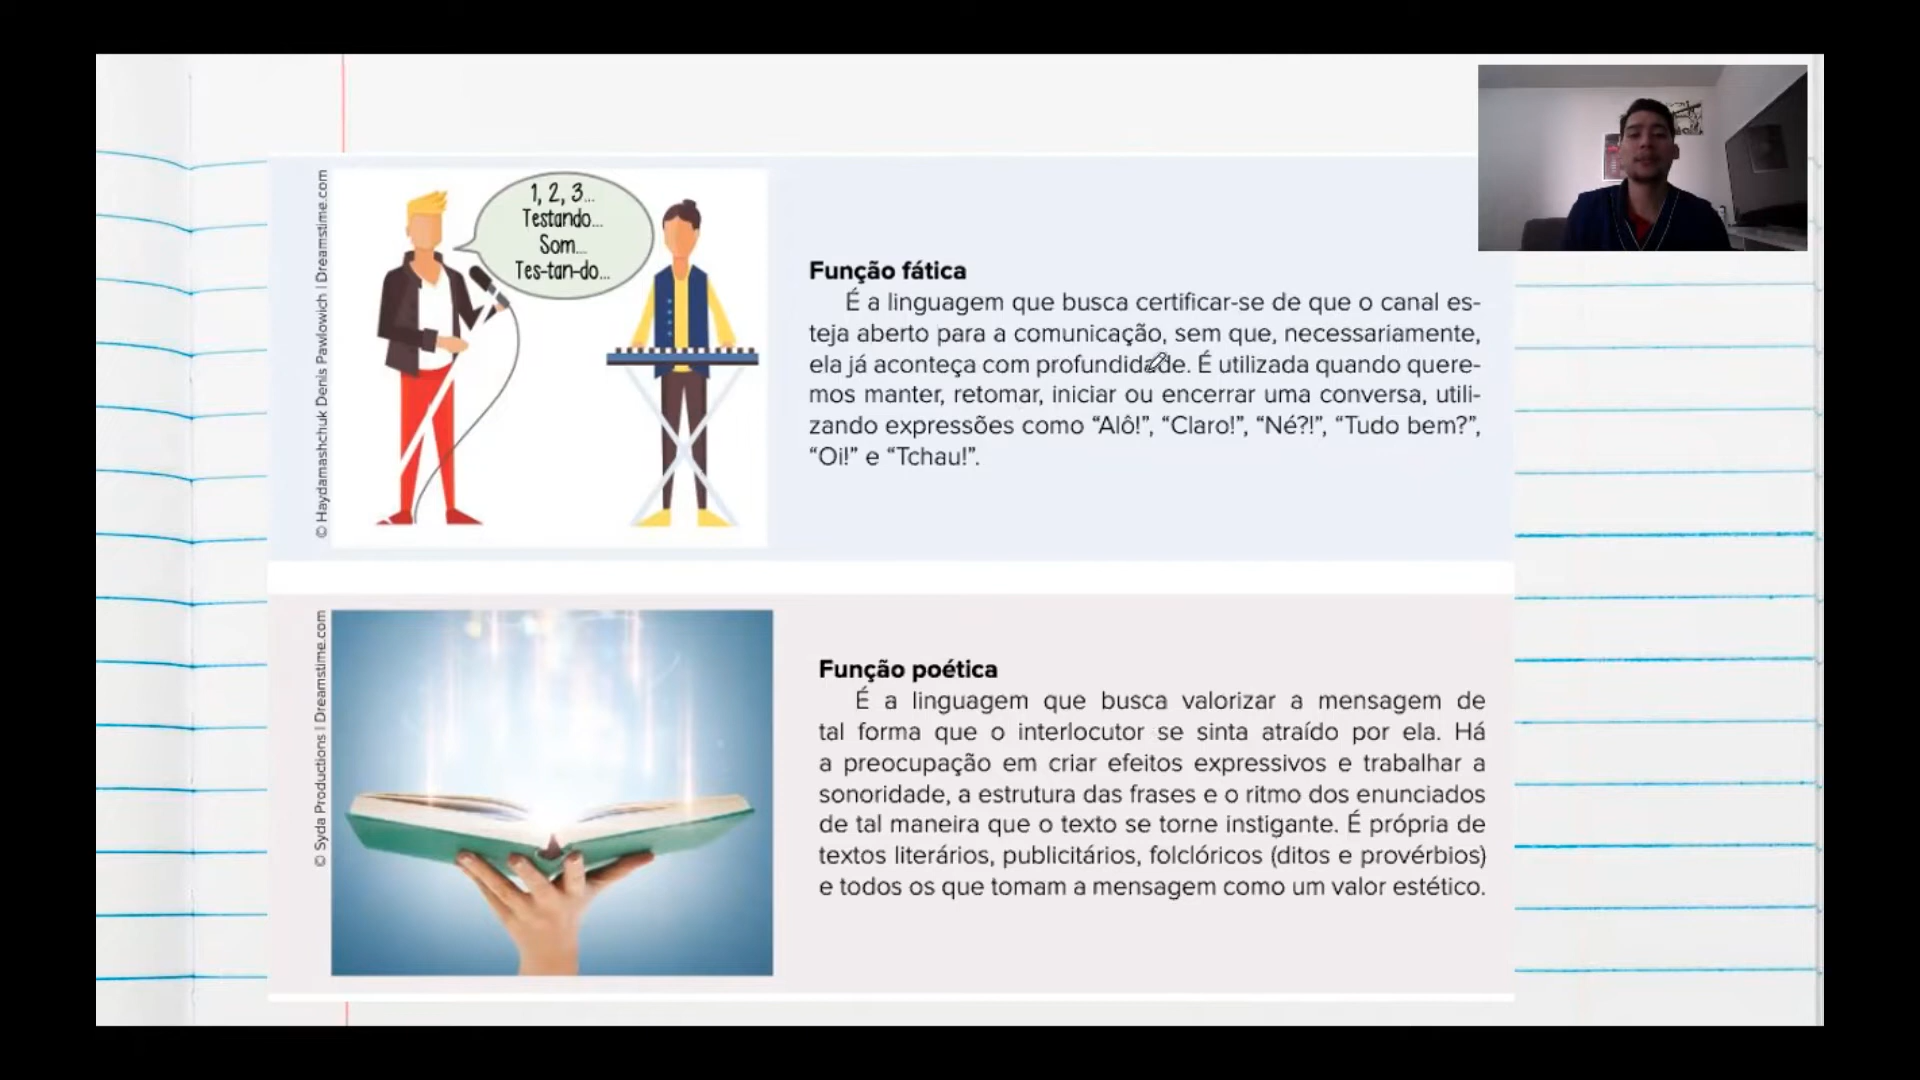 © Haydamashchuk Denis Pawlowich | Dreamstime.com
1, 2, 3...
Testando...
Som...
Tes-tan-do...
Função fática
É a linguagem que busca certificar-se de que o canal es-
teja aberto para a comunicação, sem que, necessariamente,
ela já aconteça com profundidade. É utilizada quando quere-
mos manter, retomar, iniciar ou encerrar uma conversa, utili-
zando expressões como “Alô!”, “Claro!”, “Né?!”, “Tudo bem?”,
“Oi!” e “Tchau!”.
© Syda Productions | Dreamstime.com
Função poética
É a linguagem que busca valorizar a mensagem de
tal forma que o interlocutor se sinta atraído por ela. Há
a preocupação em criar efeitos expressivos e trabalhar a
sonoridade, a estrutura das frases e o ritmo dos enunciados
de tal maneira que o texto se torne instigante. É própria de
textos literários, publicitários, folclóricos (ditos e provérbios)
e todos os que tomam a mensagem como um valor estético.